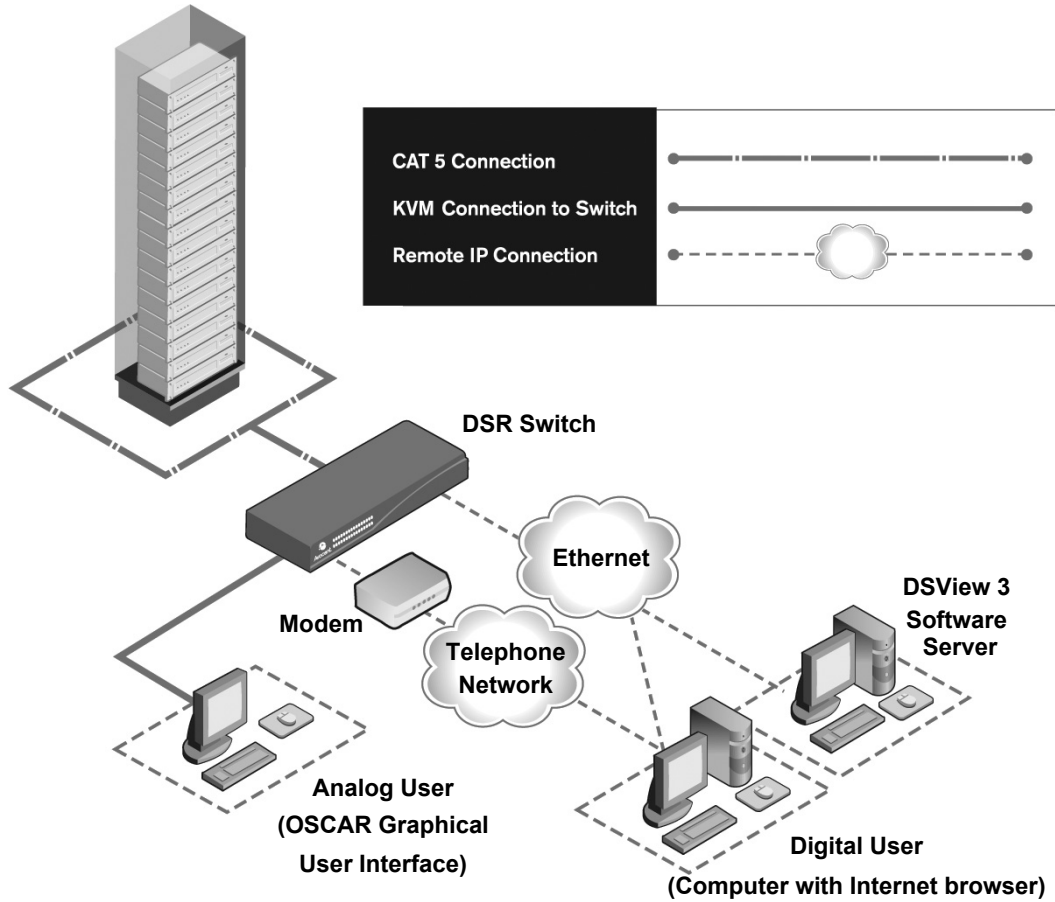 CAT 5 Connection
KVM Connection to Switch
Remote IP Connection
DSR Switch
Ethernet
DSView 3
Software
Server
Modem
Telephone
Network
Analog User
(OSCAR Graphical
User Interface)
Digital User
(Computer with Internet browser)